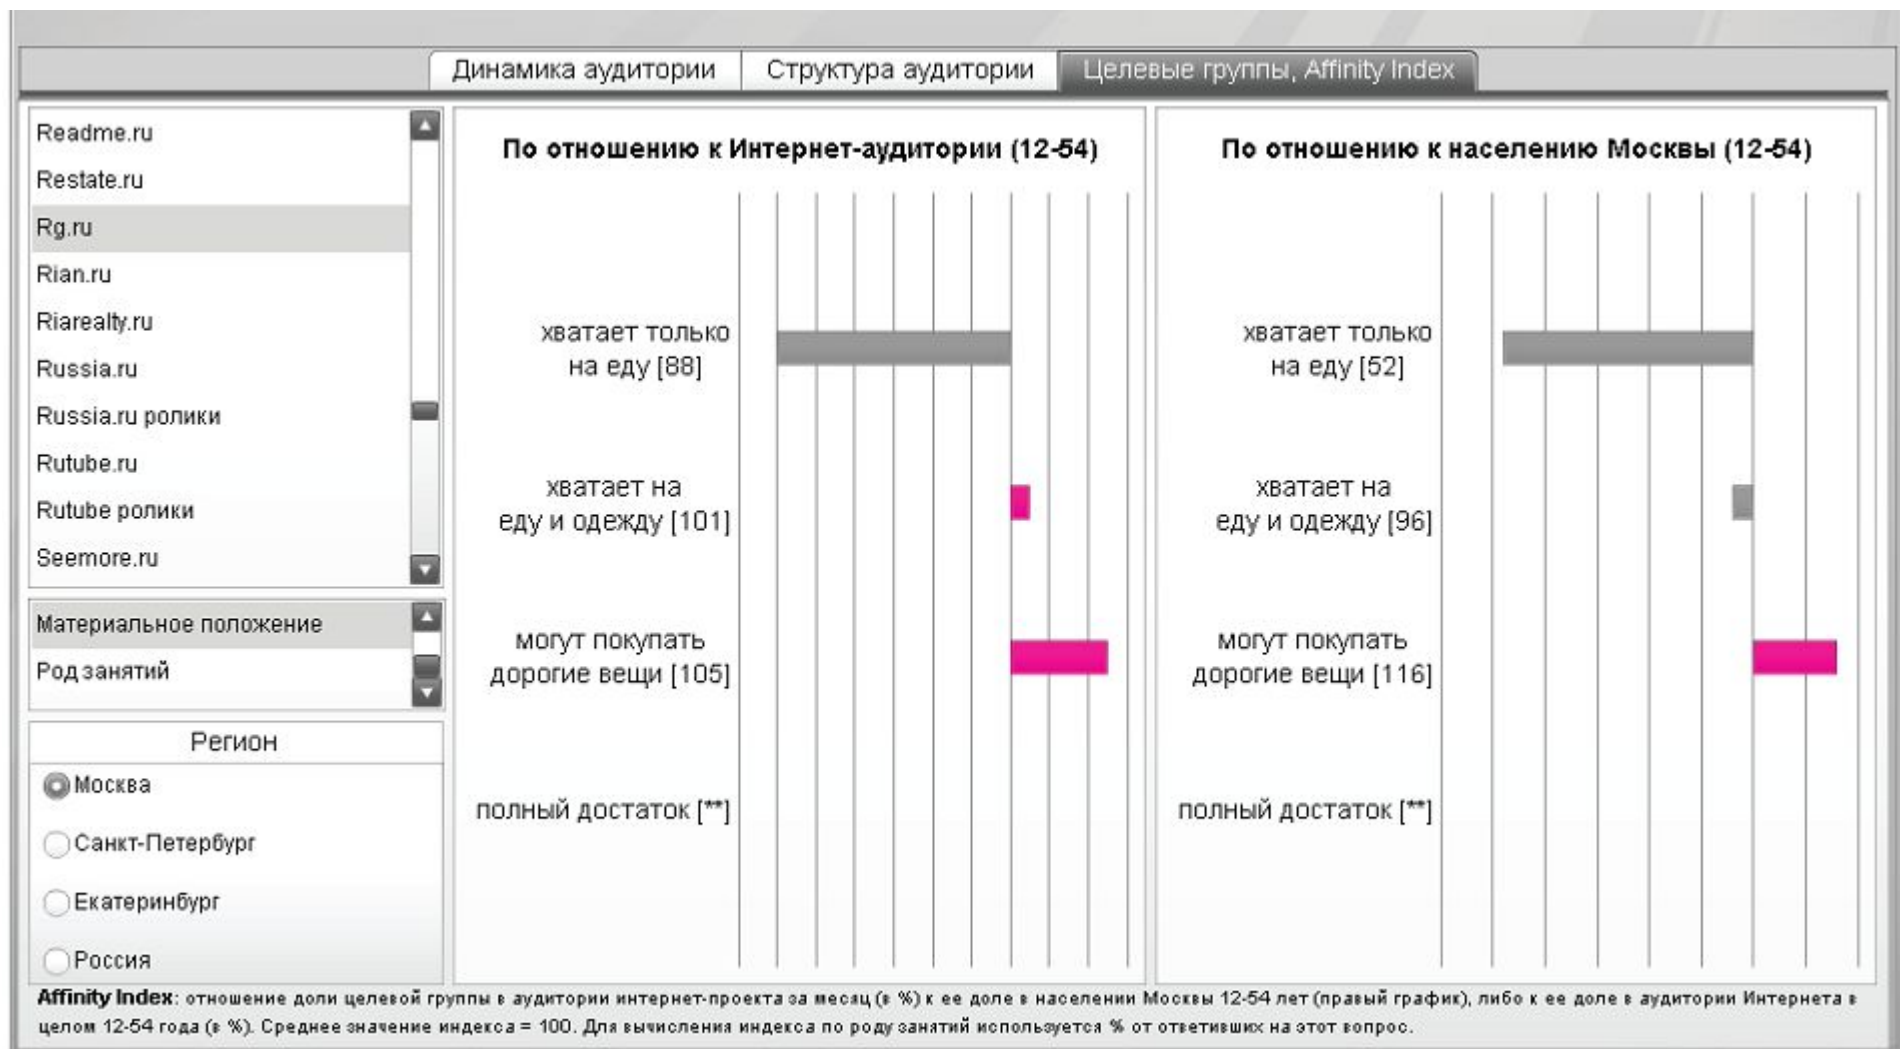 Динамика аудитории
Структура аудитории
Целевые группы, Affinity Index
Readme.ru
Restate.ru
Rg.ru
Rian.ru
Riarealty.ru
Russia.ru
Russia.ru ролики
Rutube.ru
Rutube ролики
Seemore.ru
Материальное положение
Род занятий
Регион
Москва
Санкт-Петербург
Екатеринбург
Россия
По отношению к Интернет-аудитории (12-54)
хватает только
на еду [88]
хватает на
еду и одежду [101]
могут покупать
дорогие вещи [105]
полный достаток [**]
По отношению к населению Москвы (12-54)
хватает только
на еду [52]
хватает на
еду и одежду [96]
могут покупать
дорогие вещи [116]
полный достаток [**]
Affinity Index: отношение доли целевой группы в аудитории интернет-проекта за месяц (в %) к ее доле в населении Москвы 12-54 лет (правый график), либо к ее доле в аудитории Интернета в
целом 12-54 года (в %). Среднее значение индекса = 100. Для вычисления индекса по роду занятий используется % от ответивших на этот вопрос.